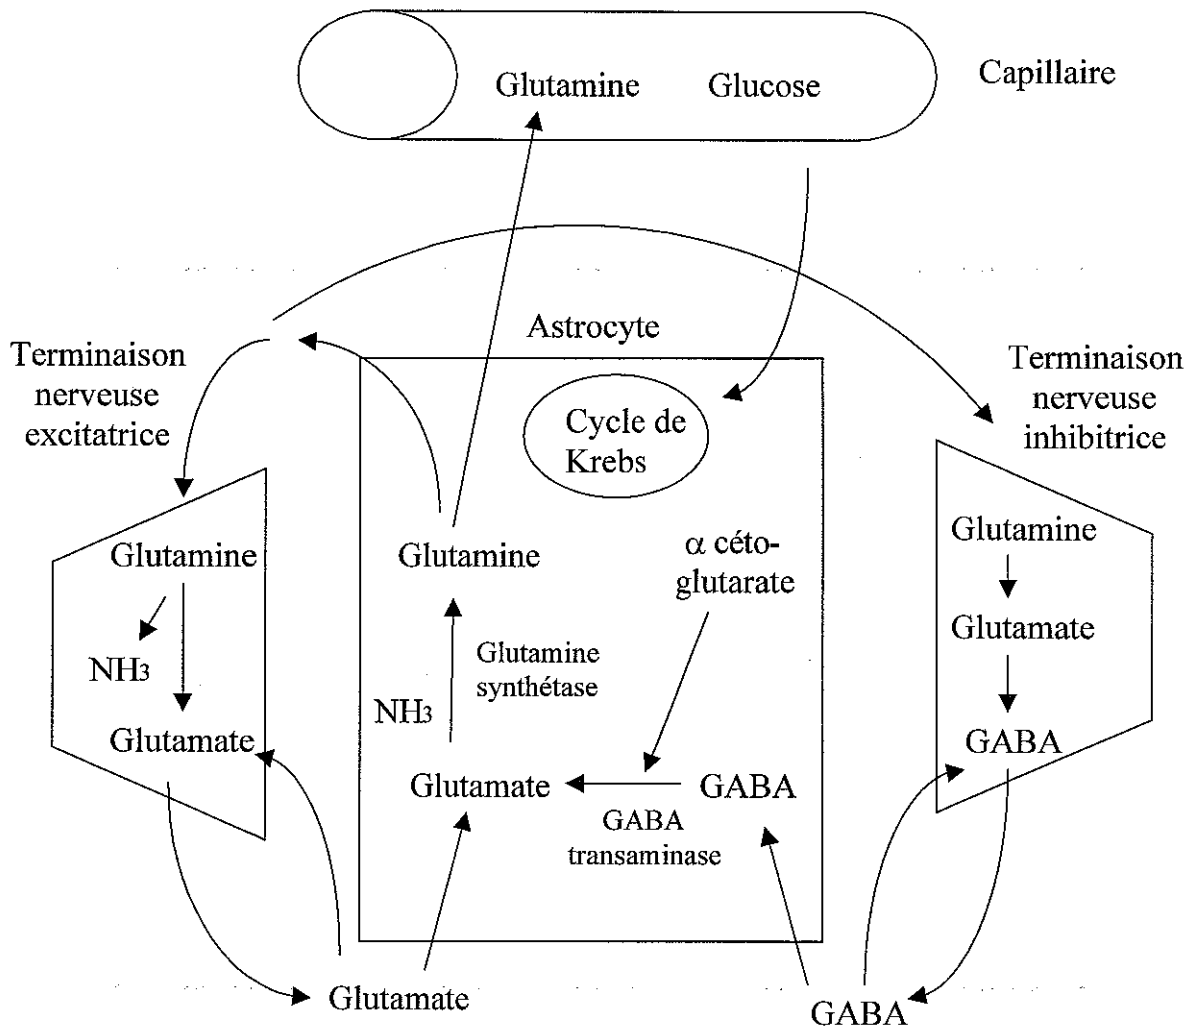 Glutamine Glucose
Capillaire
Astrocyte
Terminaison
nerveuse
excitatrice
Terminaison
nerveuse
inhibitrice
Cycle de
Krebs
Glutamine
NH3
Glutamate
Glutamine
α céto-
glutarate
Glutamine
synthétase
NH3
Glutamate
GABA
GABA
transaminase
Glutamine
Glutamate
GABA
Glutamate
GABA